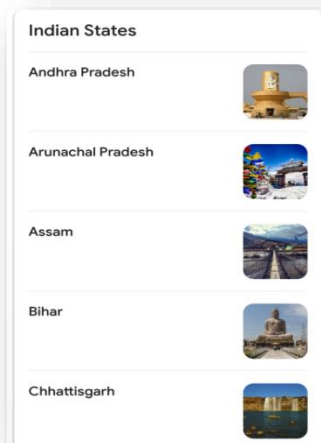 Indian States
Andhra Pradesh
Arunachal Pradesh
Assam
Bihar
Chhattisgarh